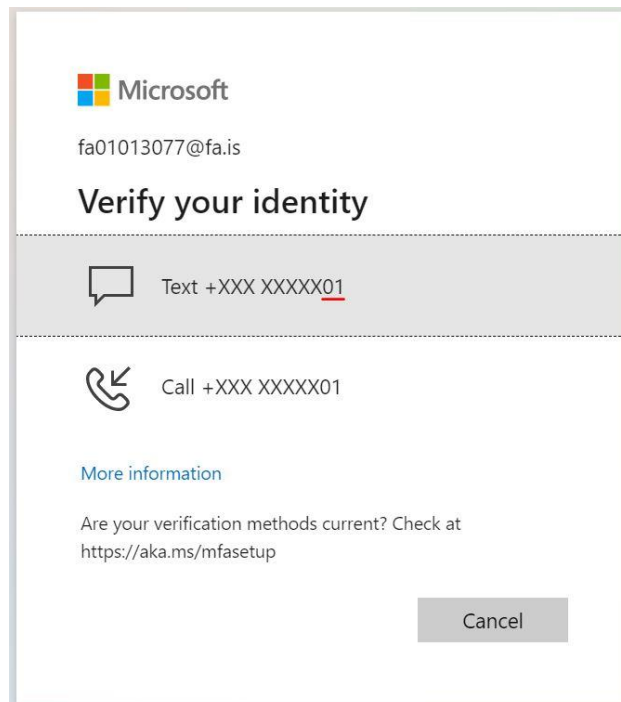 Microsoft
fa01013077@fa.is
Verify your identity
Text +XXX XXXXX01
Call +XXX XXXXX01
More information
Are your verification methods current? Check at
https://aka.ms/mfasetup
Cancel